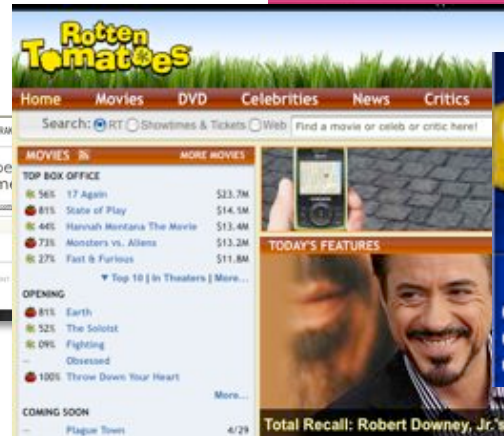 Rotten
Tomatoes
Home Movies DVD Celebrities News Critics
Search: RT Showtimes & Tickets Web Find a movie or celeb or critic here!
MOVIES MORE MOVIES
TOP BOX OFFICE
56% 17 Again $23.7M
81% State of Play $14.1M
44% Hannah Montana The Movie $13.4M
73% Monsters vs. Aliens $13.2M
27% Fast & Furious $11.8M
▼ Top 10 | In Theaters | More...
TODAY'S FEATURES
OPENING
81% Earth
52% The Soloist
09% Fighting
-- Obsessed
100% Throw Down Your Heart
More...
COMING SOON
-- Plague Town 4/29
Total Recall: Robert Downey, Jr.'s